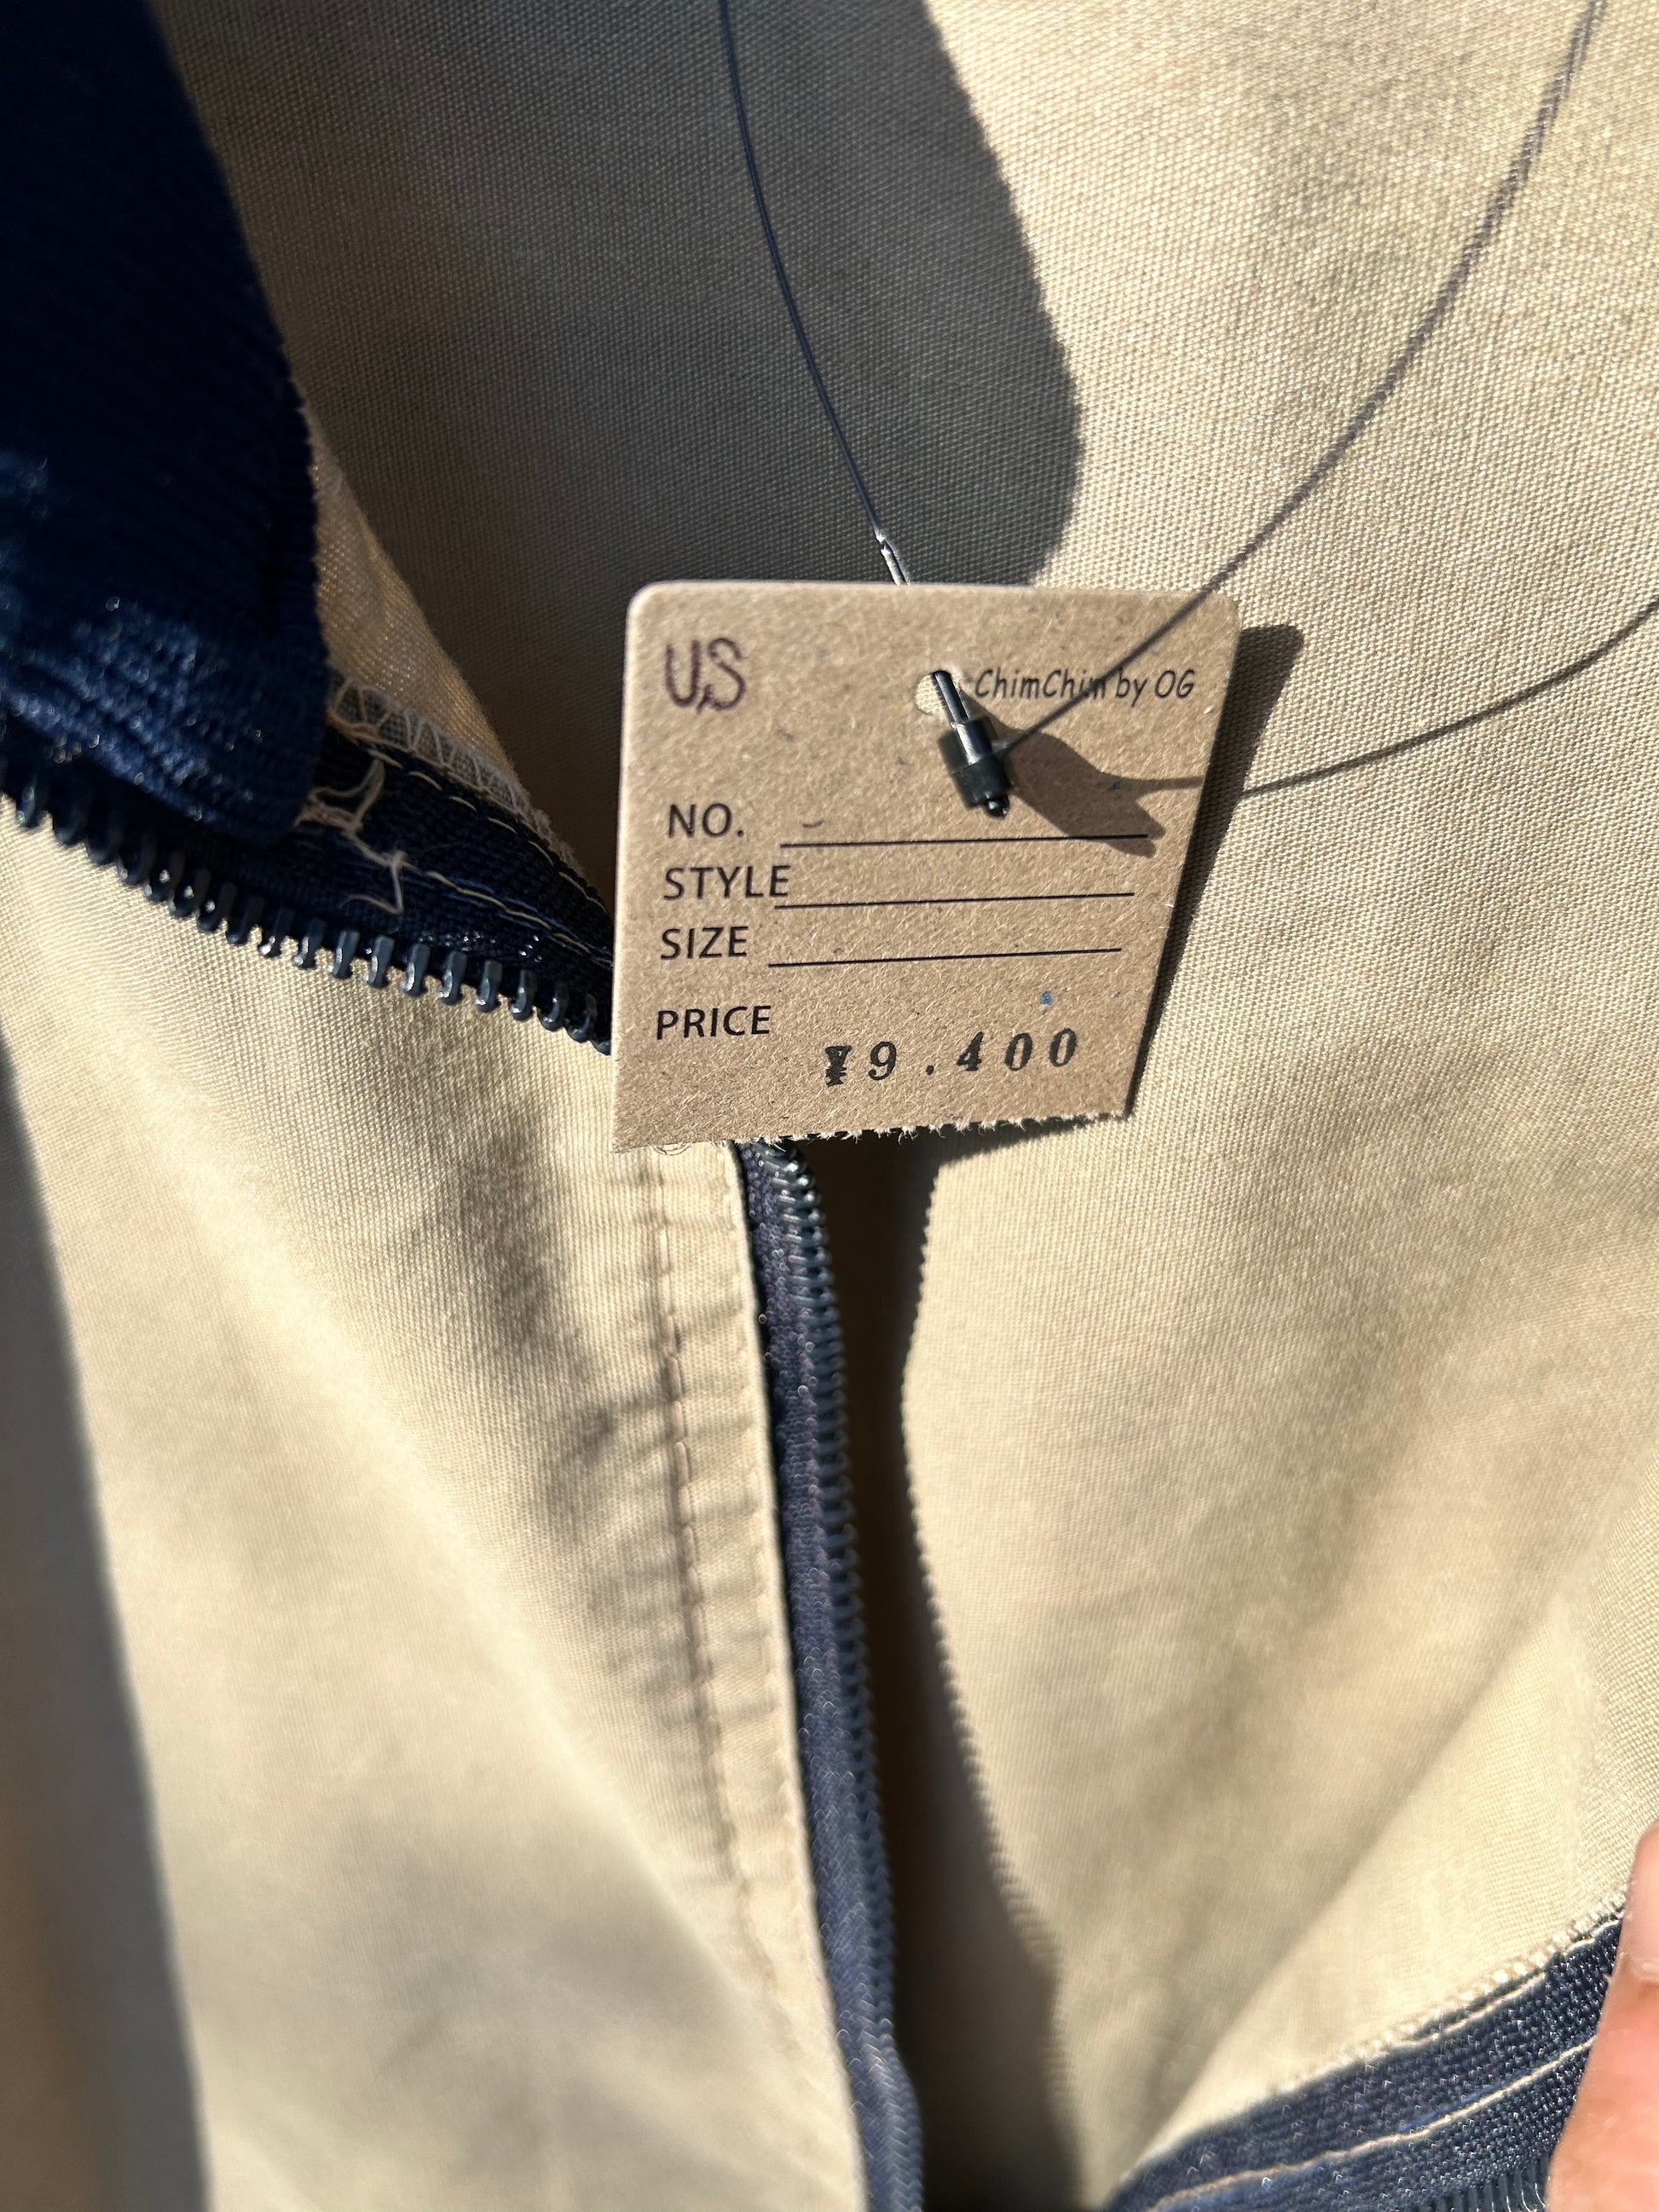 US
ChimChim by OG
NO.
STYLE
SIZE
PRICE
¥9.400